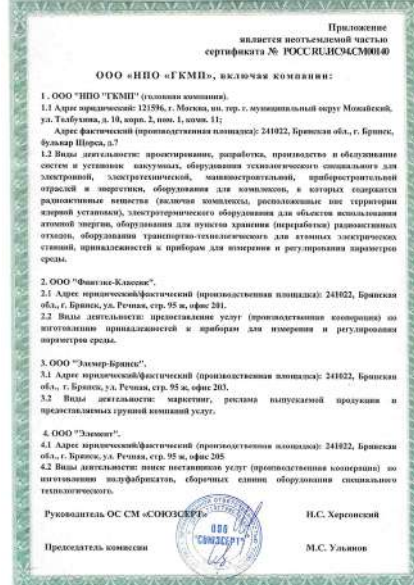 Приложение
является неотъемлемой частью
сертификата № РОСС RU.ИС94.СМ00140
ООО «НПО «ГКМП», включая компании:
1 . ООО "НПО "ГКМП" (головная компания).
1.1 Адрес юридический: 121596, г. Москва, вн. тер. г. муниципальный округ Можайский,
ул. Толбухина, д. 10, корп. 2, пом. 1, комн. 11;
Адрес фактический (производственная площадка): 241022, Брянская обл., г. Брянск,
бульвар Щорса, д.7
1.2 Виды деятельности: проектирование, разработка, производство и обслуживание
систем и установок вакуумных, оборудования технологического специального для
электронной, электротехнической, машиностроительной, приборостроительной
отраслей и энергетики, оборудования для комплексов, в которых содержатся
радиоактивные вещества (включая комплексы, расположенные вне территории
ядерной установки), электротермического оборудования для объектов использования
атомной энергии, оборудования для пунктов хранения (переработки) радиоактивных
отходов, оборудования транспортно-технологического для атомных электрических
станций, принадлежностей к приборам для измерения и регулирования параметров
среды.
2. ООО "Финтэкс-Классик".
2.1 Адрес юридический/фактический (производственная площадка): 241022, Брянская
обл., г. Брянск, ул. Речная, стр. 95 ж, офис 201.
2.2 Виды деятельности: предоставление услуг (производственная кооперация) по
изготовлению принадлежностей к приборам для измерения и регулирования
параметров среды.
3. ООО "Элемер-Брянск".
3.1 Адрес юридический/фактический (производственная площадка): 241022, Брянская
обл., г. Брянск, ул. Речная, стр. 95 ж, офис 203.
3.2 Виды деятельности: маркетинг, реклама выпускаемой продукции и
предоставляемых группой компаний услуг.
4. ООО "Элемент".
4.1 Адрес юридический/фактический (производственная площадка): 241022, Брянская
обл., г. Брянск, ул. Речная, стр. 95 ж, офис 205
4.2 Виды деятельности: поиск поставщиков услуг (производственная кооперация) по
изготовлению полуфабрикатов, сборочных единиц оборудования специального
технологического.
Руководитель ОС СМ «СОЮЗСЕРТ»
Н.С. Херсонский
ООО
"СОЮЗСЕРТ"
Председатель комиссии
М.С. Ульянов